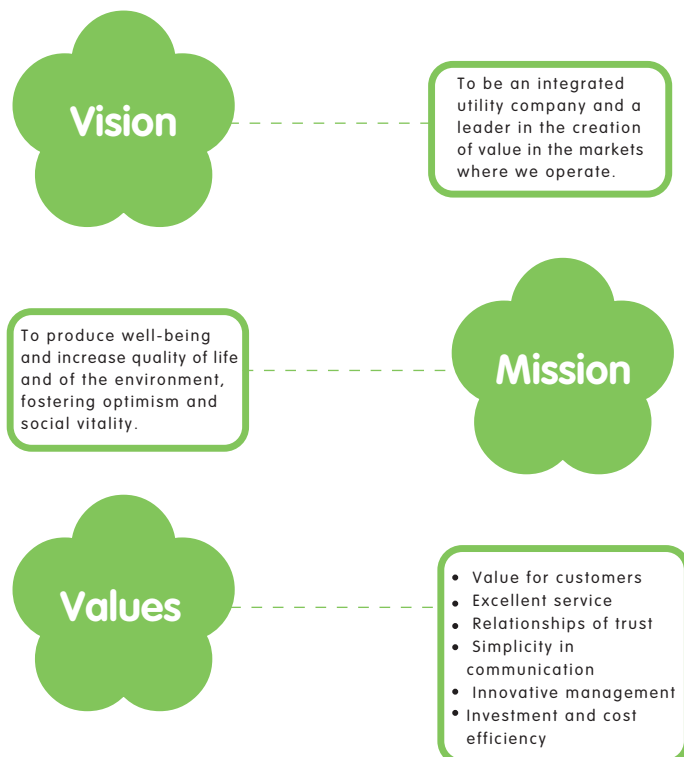 Vision
To be an integrated
utility company and a
leader in the creation
of value in the markets
where we operate.
To produce well-being
and increase quality of life
and of the environment,
fostering optimism and
social vitality.
Mission
Values
• Value for customers
• Excellent service
• Relationships of trust
• Simplicity in
communication
• Innovative management
• Investment and cost
efficiency